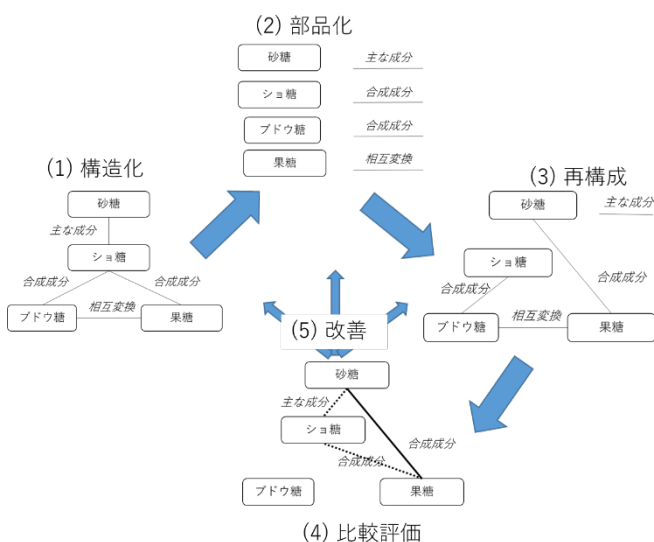 (2) 部品化
砂糖
主な成分
ショ糖
合成成分
ブドウ糖
合成成分
果糖
相互変換
(1) 構造化
砂糖
主な成分
ショ糖
合成成分
合成成分
ブドウ糖
相互変換
果糖
(3) 再構成
砂糖
主な成分
ショ糖
合成成分
合成成分
ブドウ糖
相互変換
果糖
(5) 改善
砂糖
主な成分
ショ糖
合成成分
合成成分
ブドウ糖
果糖
(4) 比較評価